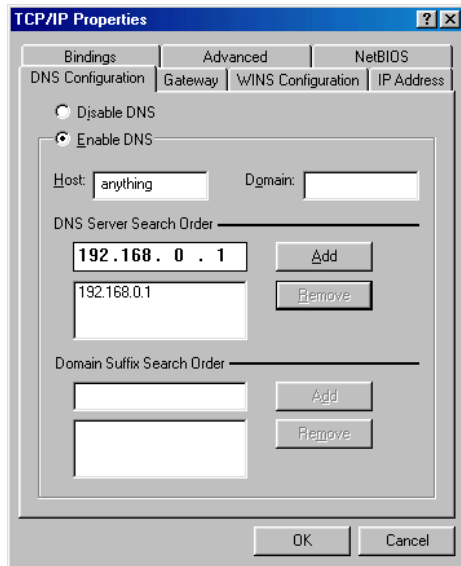 TCP/IP Properties
Bindings Advanced NetBIOS
DNS Configuration Gateway WINS Configuration IP Address
Disable DNS
Enable DNS
Host: anything Domain:
DNS Server Search Order
192.168. 0 . 1 Add
192.168.0.1 Remove
Domain Suffix Search Order
Add
Remove
OK Cancel